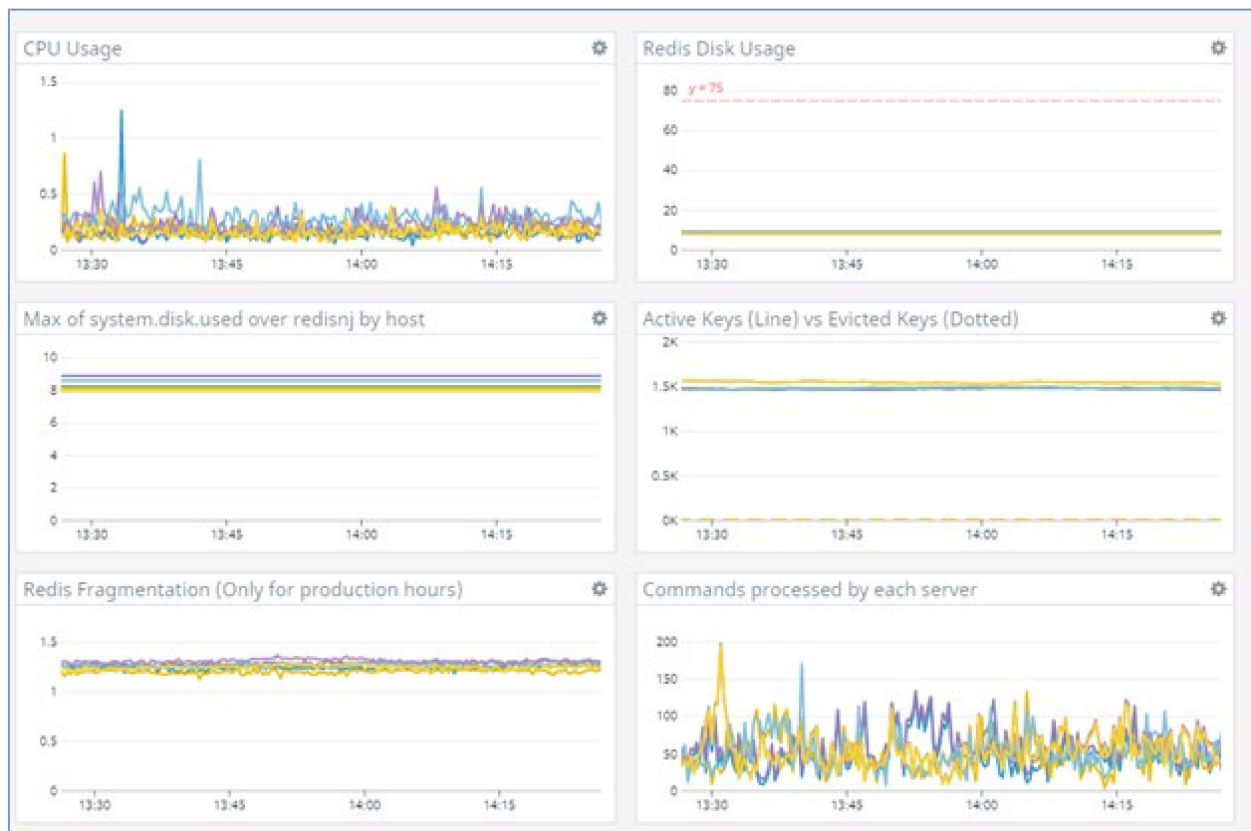 CPU Usage
1.5
1
0.5
0
13:30 13:45 14:00 14:15
Redis Disk Usage
80
y = 75
60
40
20
0
13:30 13:45 14:00 14:15
Max of system.disk.used over redisnj by host
10
8
6
4
2
0
13:30 13:45 14:00 14:15
Active Keys (Line) vs Evicted Keys (Dotted)
2K
1.5K
1K
0.5K
0K
13:30 13:45 14:00 14:15
Redis Fragmentation (Only for production hours)
1.5
1
0.5
0
13:30 13:45 14:00 14:15
Commands processed by each server
200
150
100
50
0
13:30 13:45 14:00 14:15